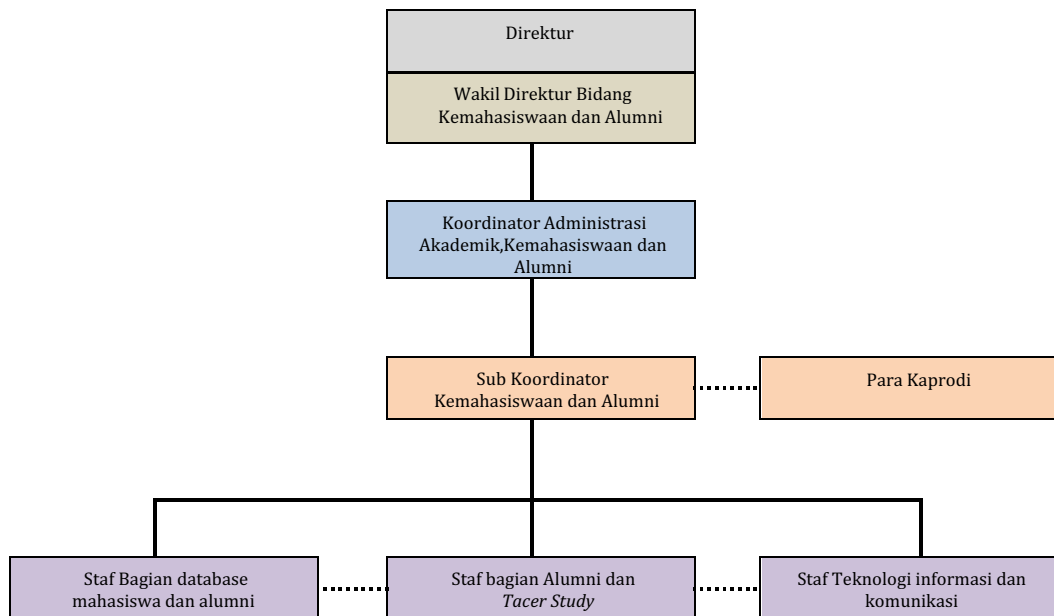 Direktur
Wakil Direktur Bidang
Kemahasiswaan dan Alumni
Koordinator Administrasi
Akademik,Kemahasiswaan dan
Alumni
Sub Koordinator
Kemahasiswaan dan Alumni
Para Kaprodi
Staf Bagian database
mahasiswa dan alumni
Staf bagian Alumni dan
Tacer Study
Staf Teknologi informasi dan
komunikasi